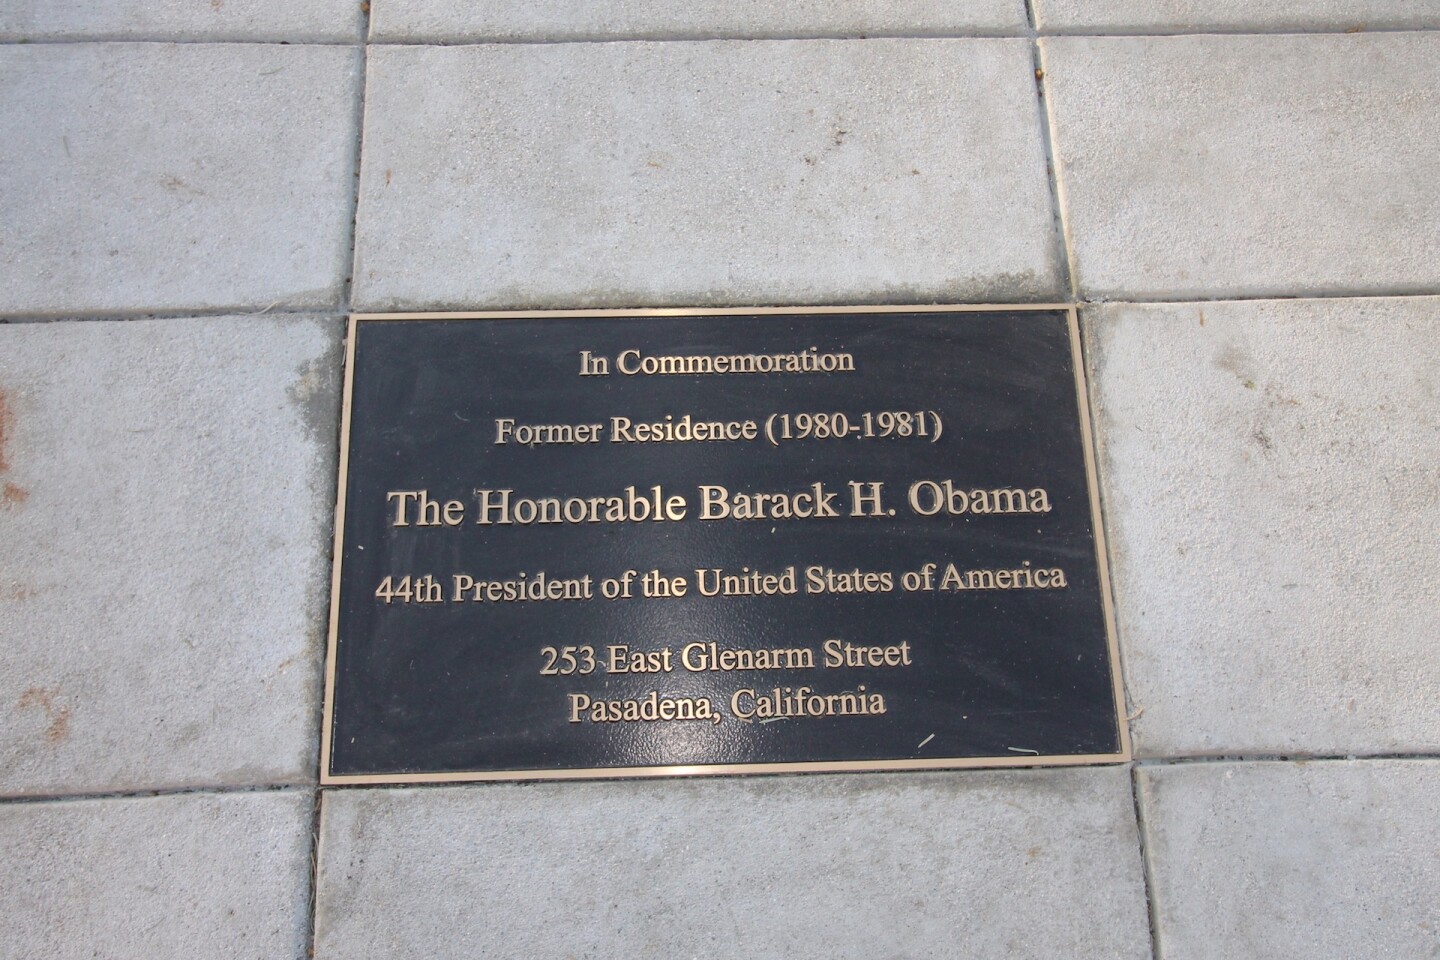 In Commemoration
Former Residence (1980-1981)
The Honorable Barack H. Obama
44th President of the United States of America
253 East Glenarm Street
Pasadena, California